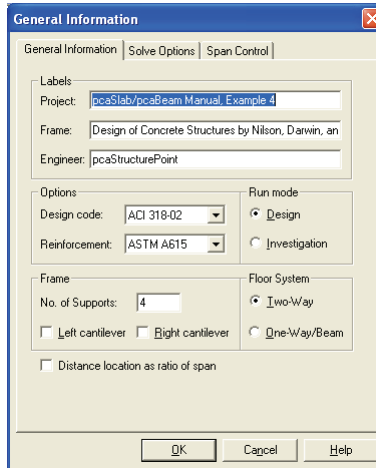 General Information
General Information Solve Options Span Control
Labels
Project: pcaSlab/pcaBeam Manual, Example 4
Frame: Design of Concrete Structures by Nilson, Darwin, an
Engineer: pcaStructurePoint
Options Run mode
Design code: ACI 318-02 Design
Reinforcement: ASTM A615 Investigation
Frame Floor System
No. of Supports: 4 Two-Way
Left cantilever Right cantilever One-Way/Beam
Distance location as ratio of span
OK Cancel Help